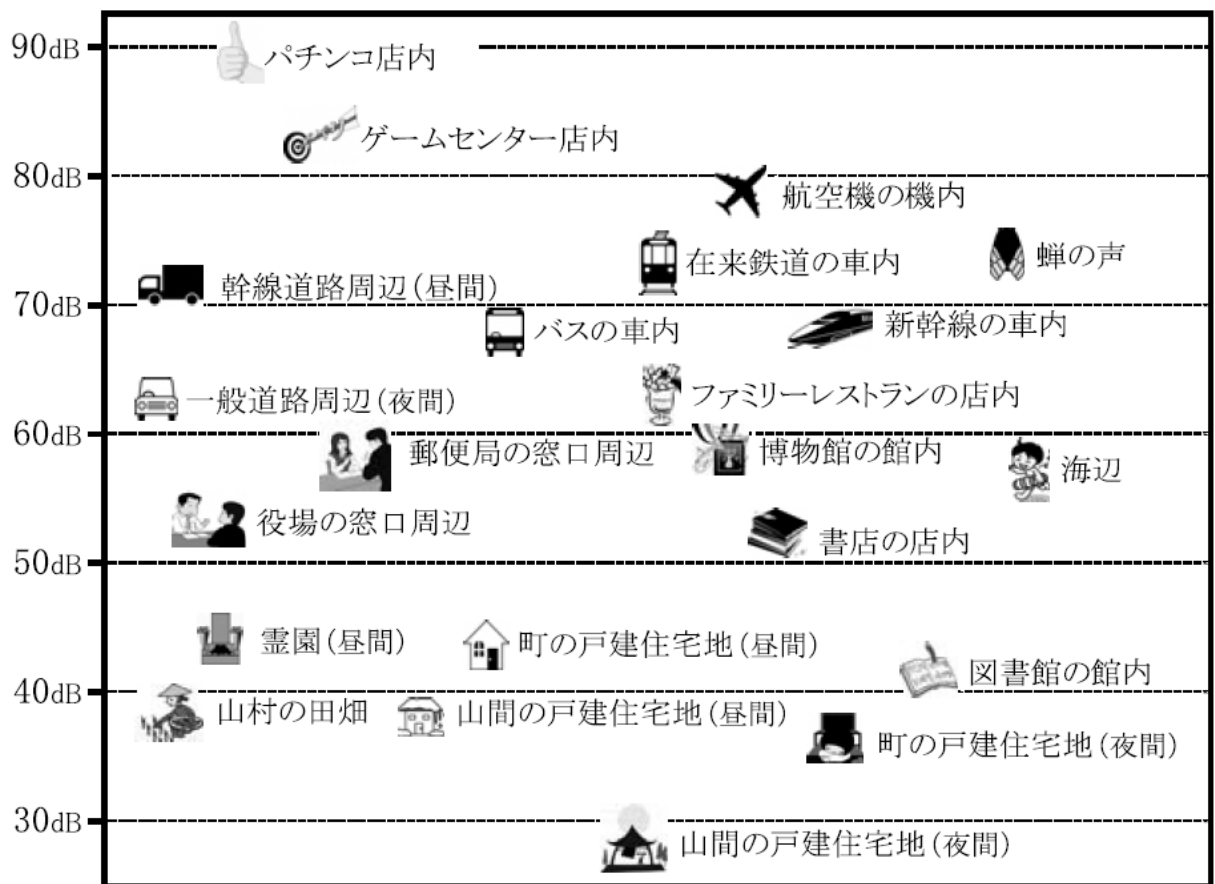 90dB
パチンコ店内
ゲームセンター店内
80dB
航空機の機内
在来鉄道の車内
蝉の声
幹線道路周辺(昼間)
70dB
バスの車内
新幹線の車内
一般道路周辺(夜間)
ファミリーレストランの店内
60dB
郵便局の窓口周辺
博物館の館内
海辺
役場の窓口周辺
書店の店内
50dB
霊園(昼間)
町の戸建住宅地(昼間)
図書館の館内
40dB
山村の田畑
山間の戸建住宅地(昼間)
町の戸建住宅地(夜間)
30dB
山間の戸建住宅地(夜間)